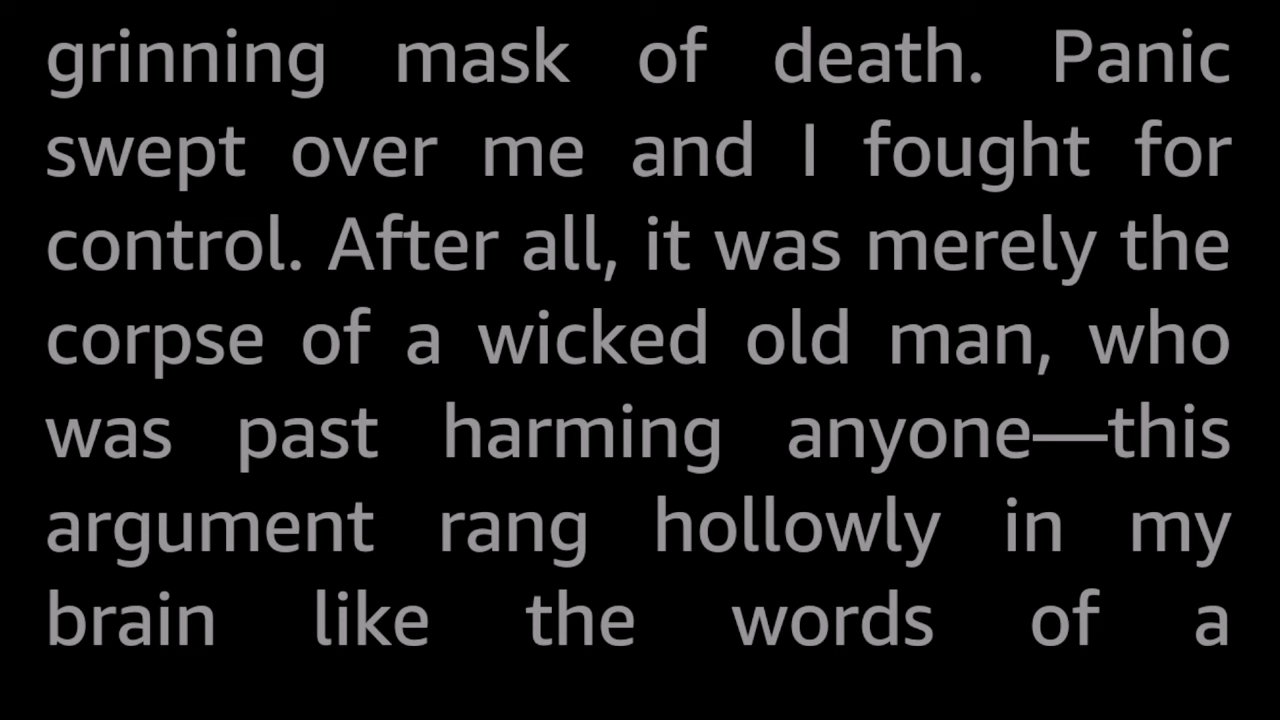 grinning mask of death. Panic
swept over me and I fought for
control. After all, it was merely the
corpse of a wicked old man, who
was past harming anyone—this
argument rang hollowly in my
brain like the words of a